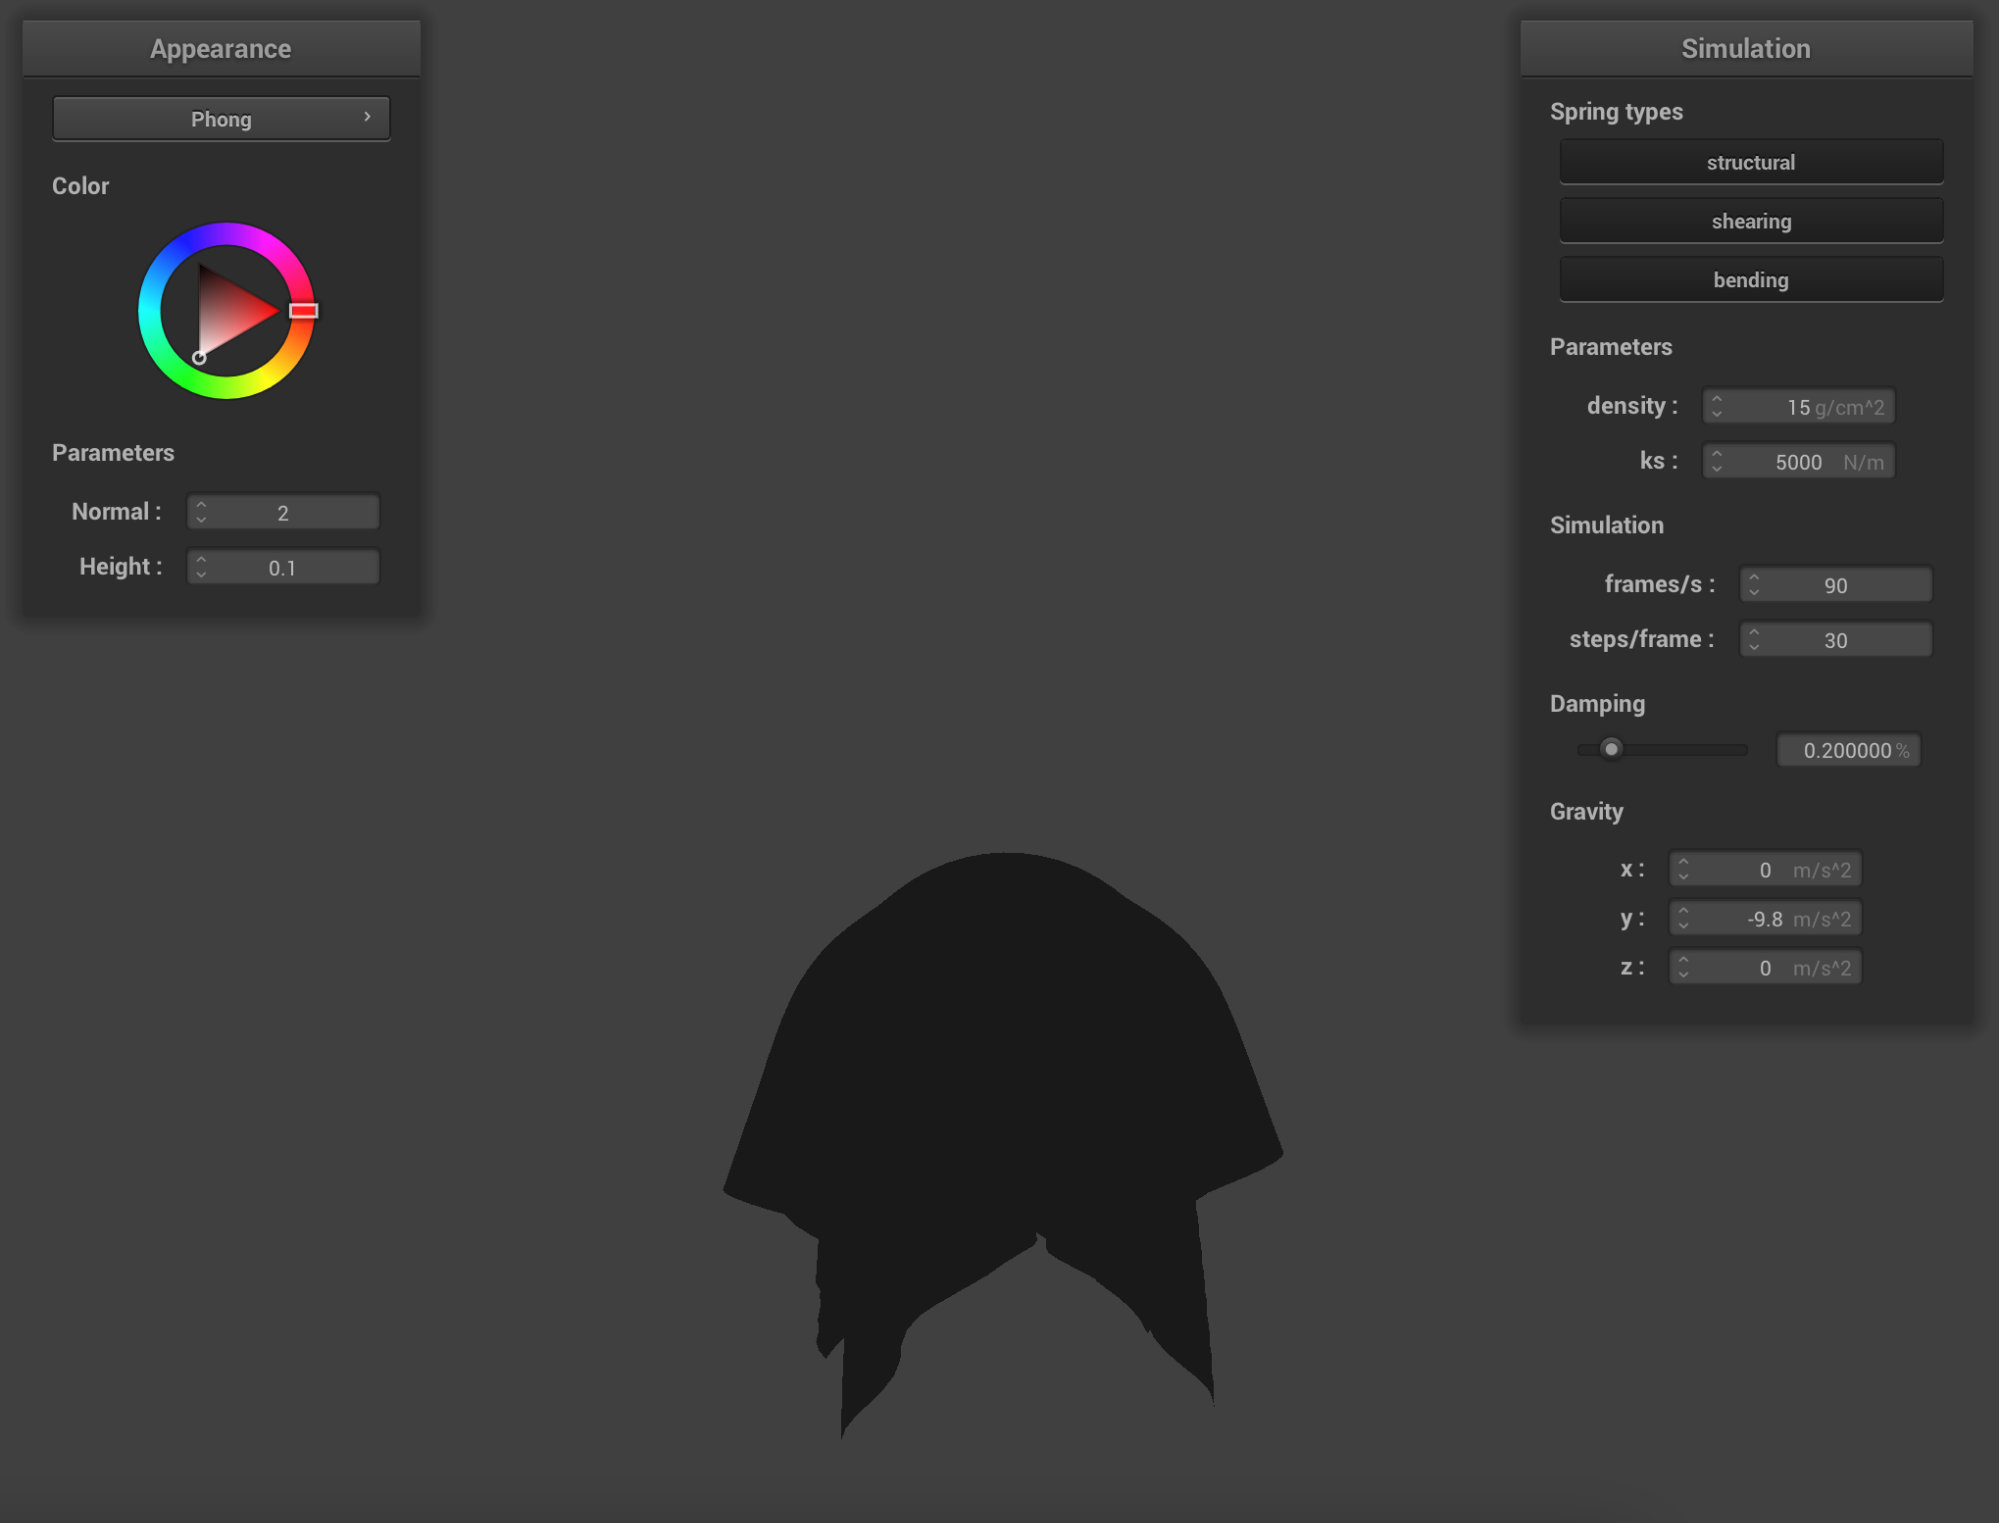 Appearance
Phong
Color
Parameters
Normal : 2
Height : 0.1
Simulation
Spring types
structural
shearing
bending
Parameters
density : 15 g/cm^2
ks : 5000 N/m
Simulation
frames/s : 90
steps/frame : 30
Damping
0.200000 %
Gravity
x : 0 m/s^2
y : -9.8 m/s^2
z : 0 m/s^2